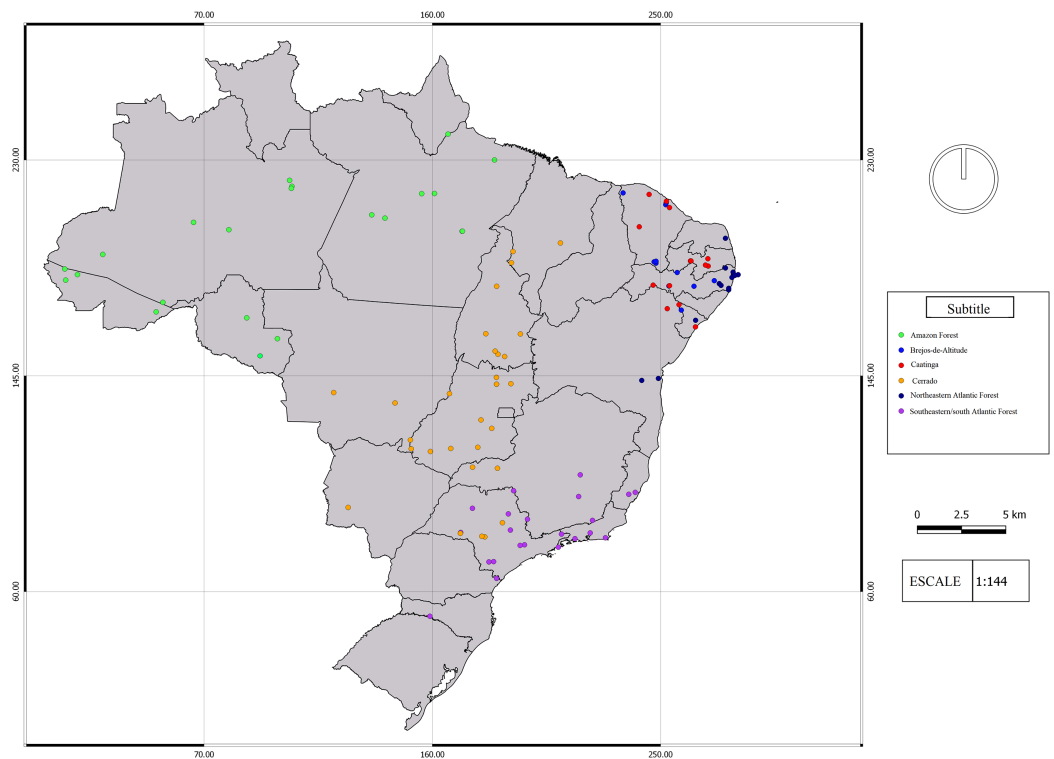 70.00
160.00
250.00
230.00
230.00
145.00
145.00
60.00
60.00
70.00
160.00
250.00
Subtitle
Amazon Forest
Brejos-de-Altitude
Caatinga
Cerrado
Northeastern Atlantic Forest
Southeastern/south Atlantic Forest
0 2.5 5 km
ESCALE 1:144